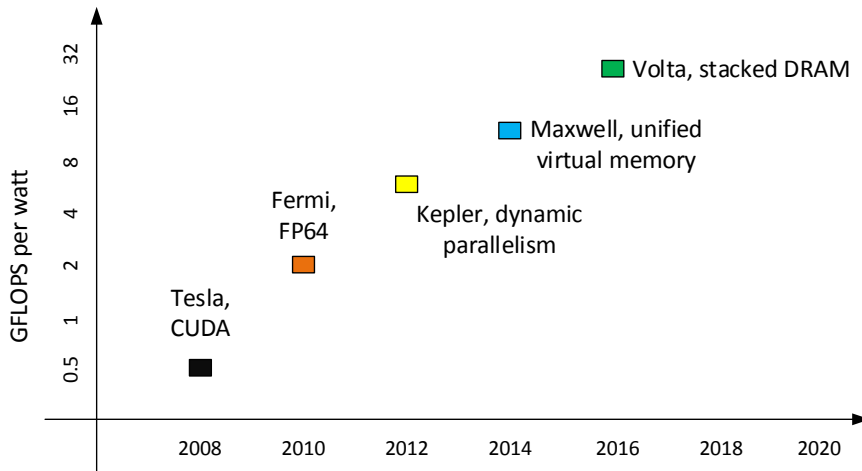 GFLOPS per watt
32
16
8
4
2
1
0.5
Volta, stacked DRAM
Maxwell, unified
virtual memory
Kepler, dynamic
parallelism
Fermi,
FP64
Tesla,
CUDA
2008
2010
2012
2014
2016
2018
2020